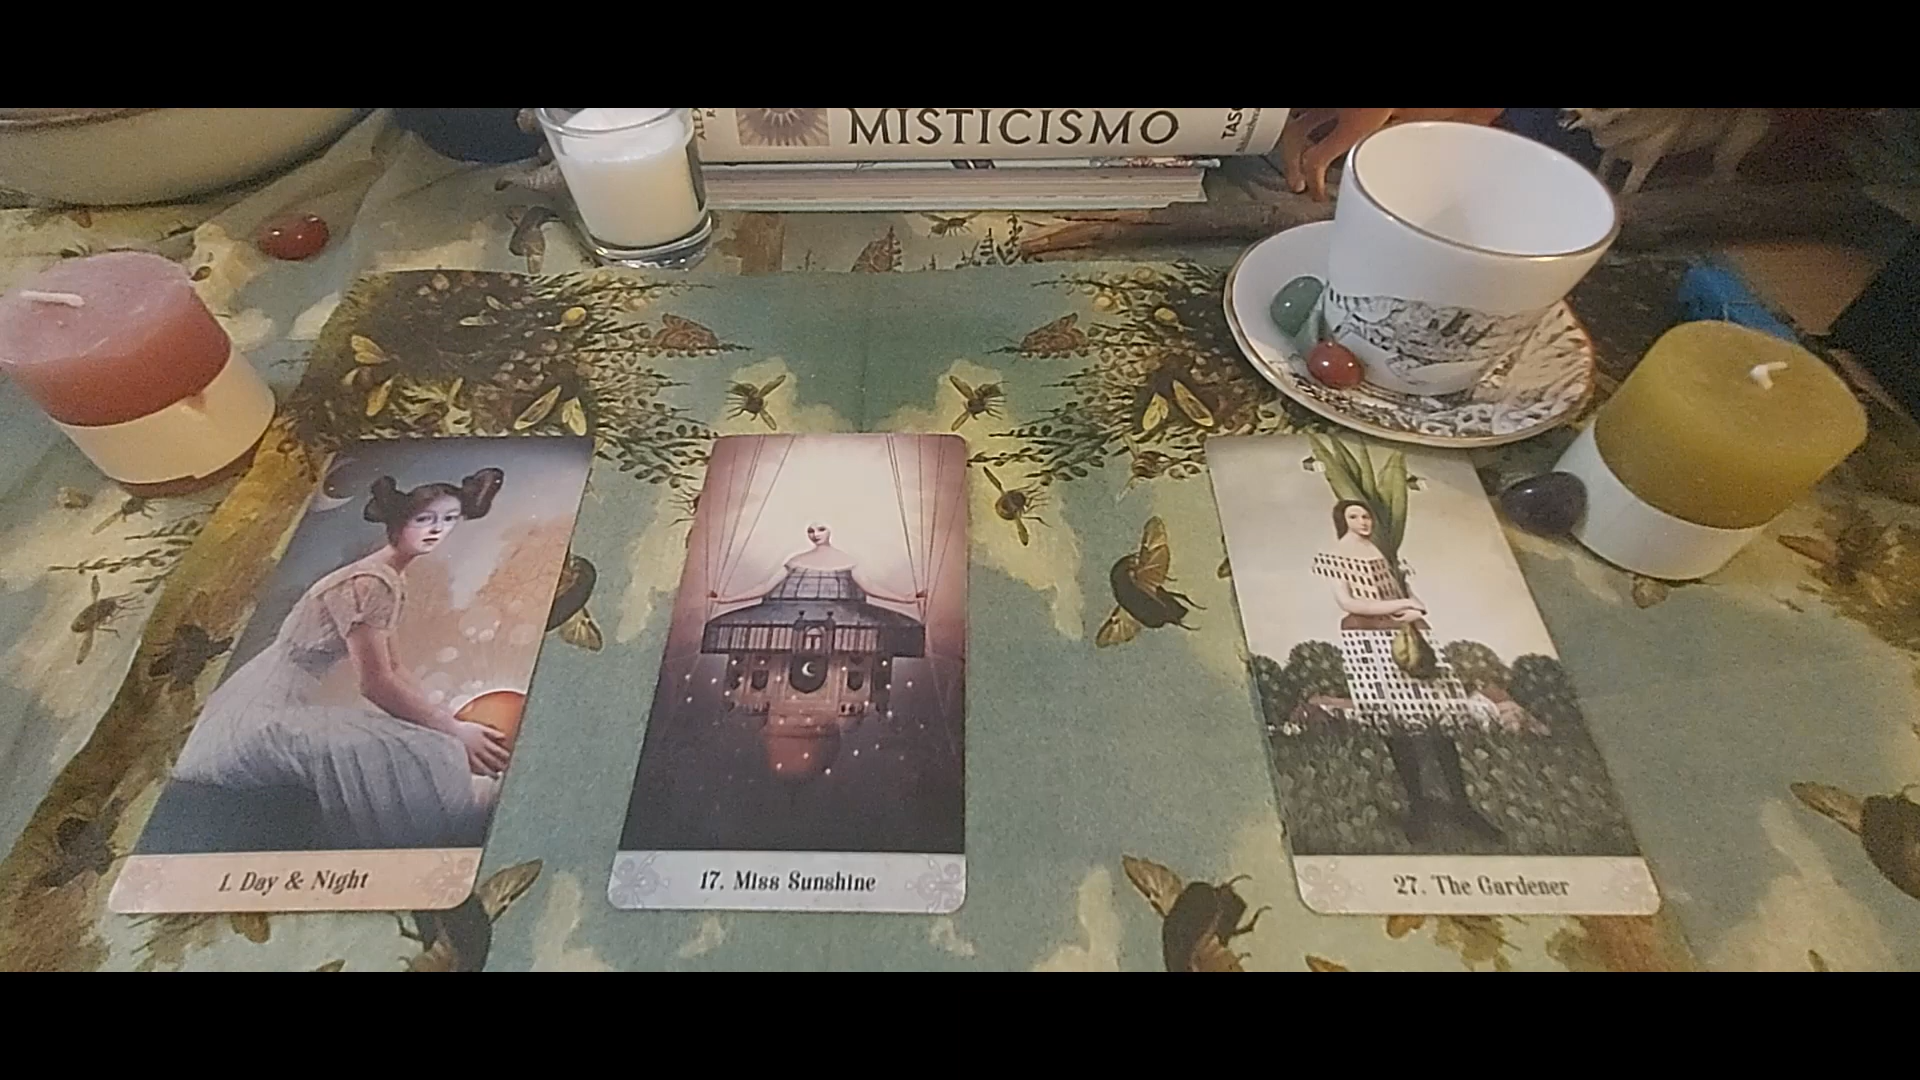 MISTICISMO
1. Day & Night
17. Miss Sunshine
27. The Gardener